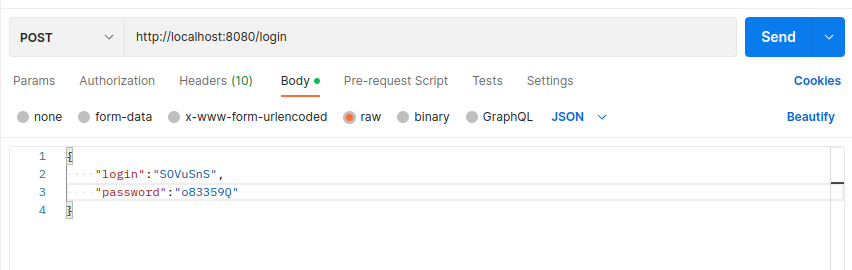 POST http://localhost:8080/login Send
Params Authorization Headers (10) Body Pre-request Script Tests Settings Cookies
none form-data x-www-form-urlencoded raw binary GraphQL JSON Beautify
1 {
2 "login":"SOVuSnS",
3 "password":"o83359Q"
4 }